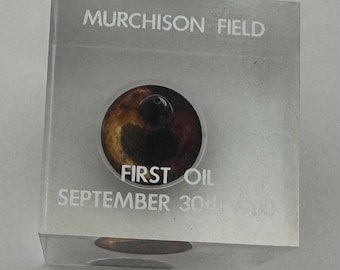 MURCHISON FIELD
FIRST OIL
SEPTEMBER 30th